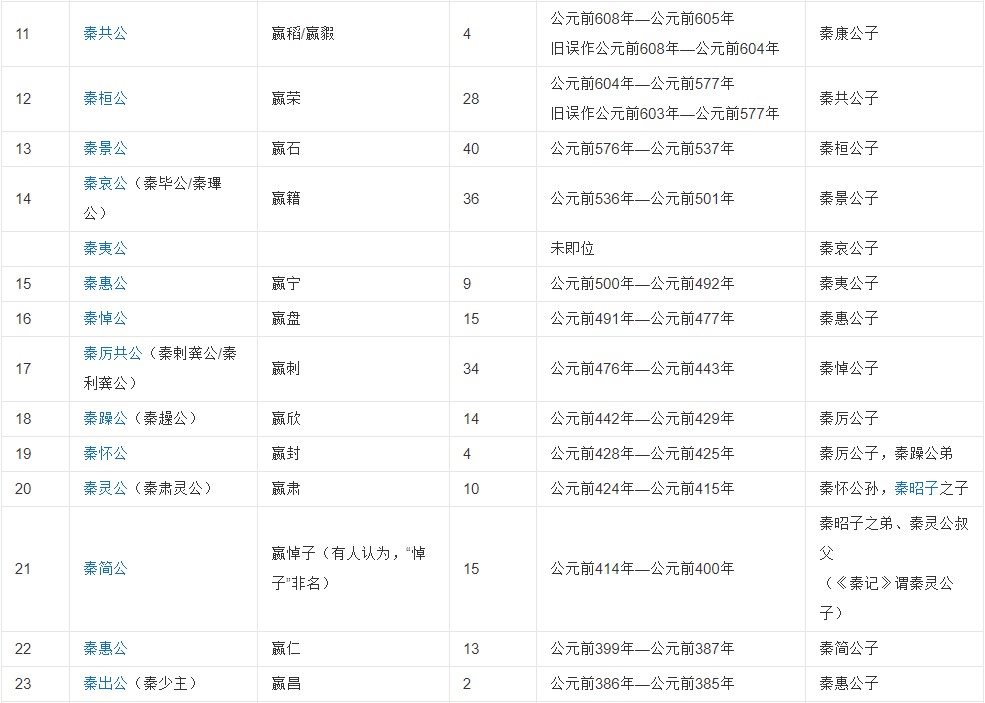 11 秦共公 嬴稻/嬴貑 4 公元前608年—公元前605年 秦康公子
旧误作公元前608年—公元前604年
12 秦桓公 嬴荣 28 公元前604年—公元前577年 秦共公子
旧误作公元前603年—公元前577年
13 秦景公 嬴石 40 公元前576年—公元前537年 秦桓公子
14 秦哀公（秦毕公/秦㻫公） 嬴籍 36 公元前536年—公元前501年 秦景公子
秦夷公 未即位 秦哀公子
15 秦惠公 嬴宁 9 公元前500年—公元前492年 秦夷公子
16 秦悼公 嬴盘 15 公元前491年—公元前477年 秦惠公子
17 秦厉共公（秦剌龚公/秦
利龚公） 嬴刺 34 公元前476年—公元前443年 秦悼公子
18 秦躁公（秦趮公） 嬴欣 14 公元前442年—公元前429年 秦厉公子
19 秦怀公 嬴封 4 公元前428年—公元前425年 秦厉公子，秦躁公弟
20 秦灵公（秦肃灵公） 嬴肃 10 公元前424年—公元前415年 秦怀公孙，秦昭子之子
21 秦简公 嬴悼子（有人认为，“悼
子”非名） 15 公元前414年—公元前400年 秦昭子之弟、秦灵公叔
父
（《秦记》谓秦灵公
子）
22 秦惠公 嬴仁 13 公元前399年—公元前387年 秦简公子
23 秦出公（秦少主） 嬴昌 2 公元前386年—公元前385年 秦惠公子